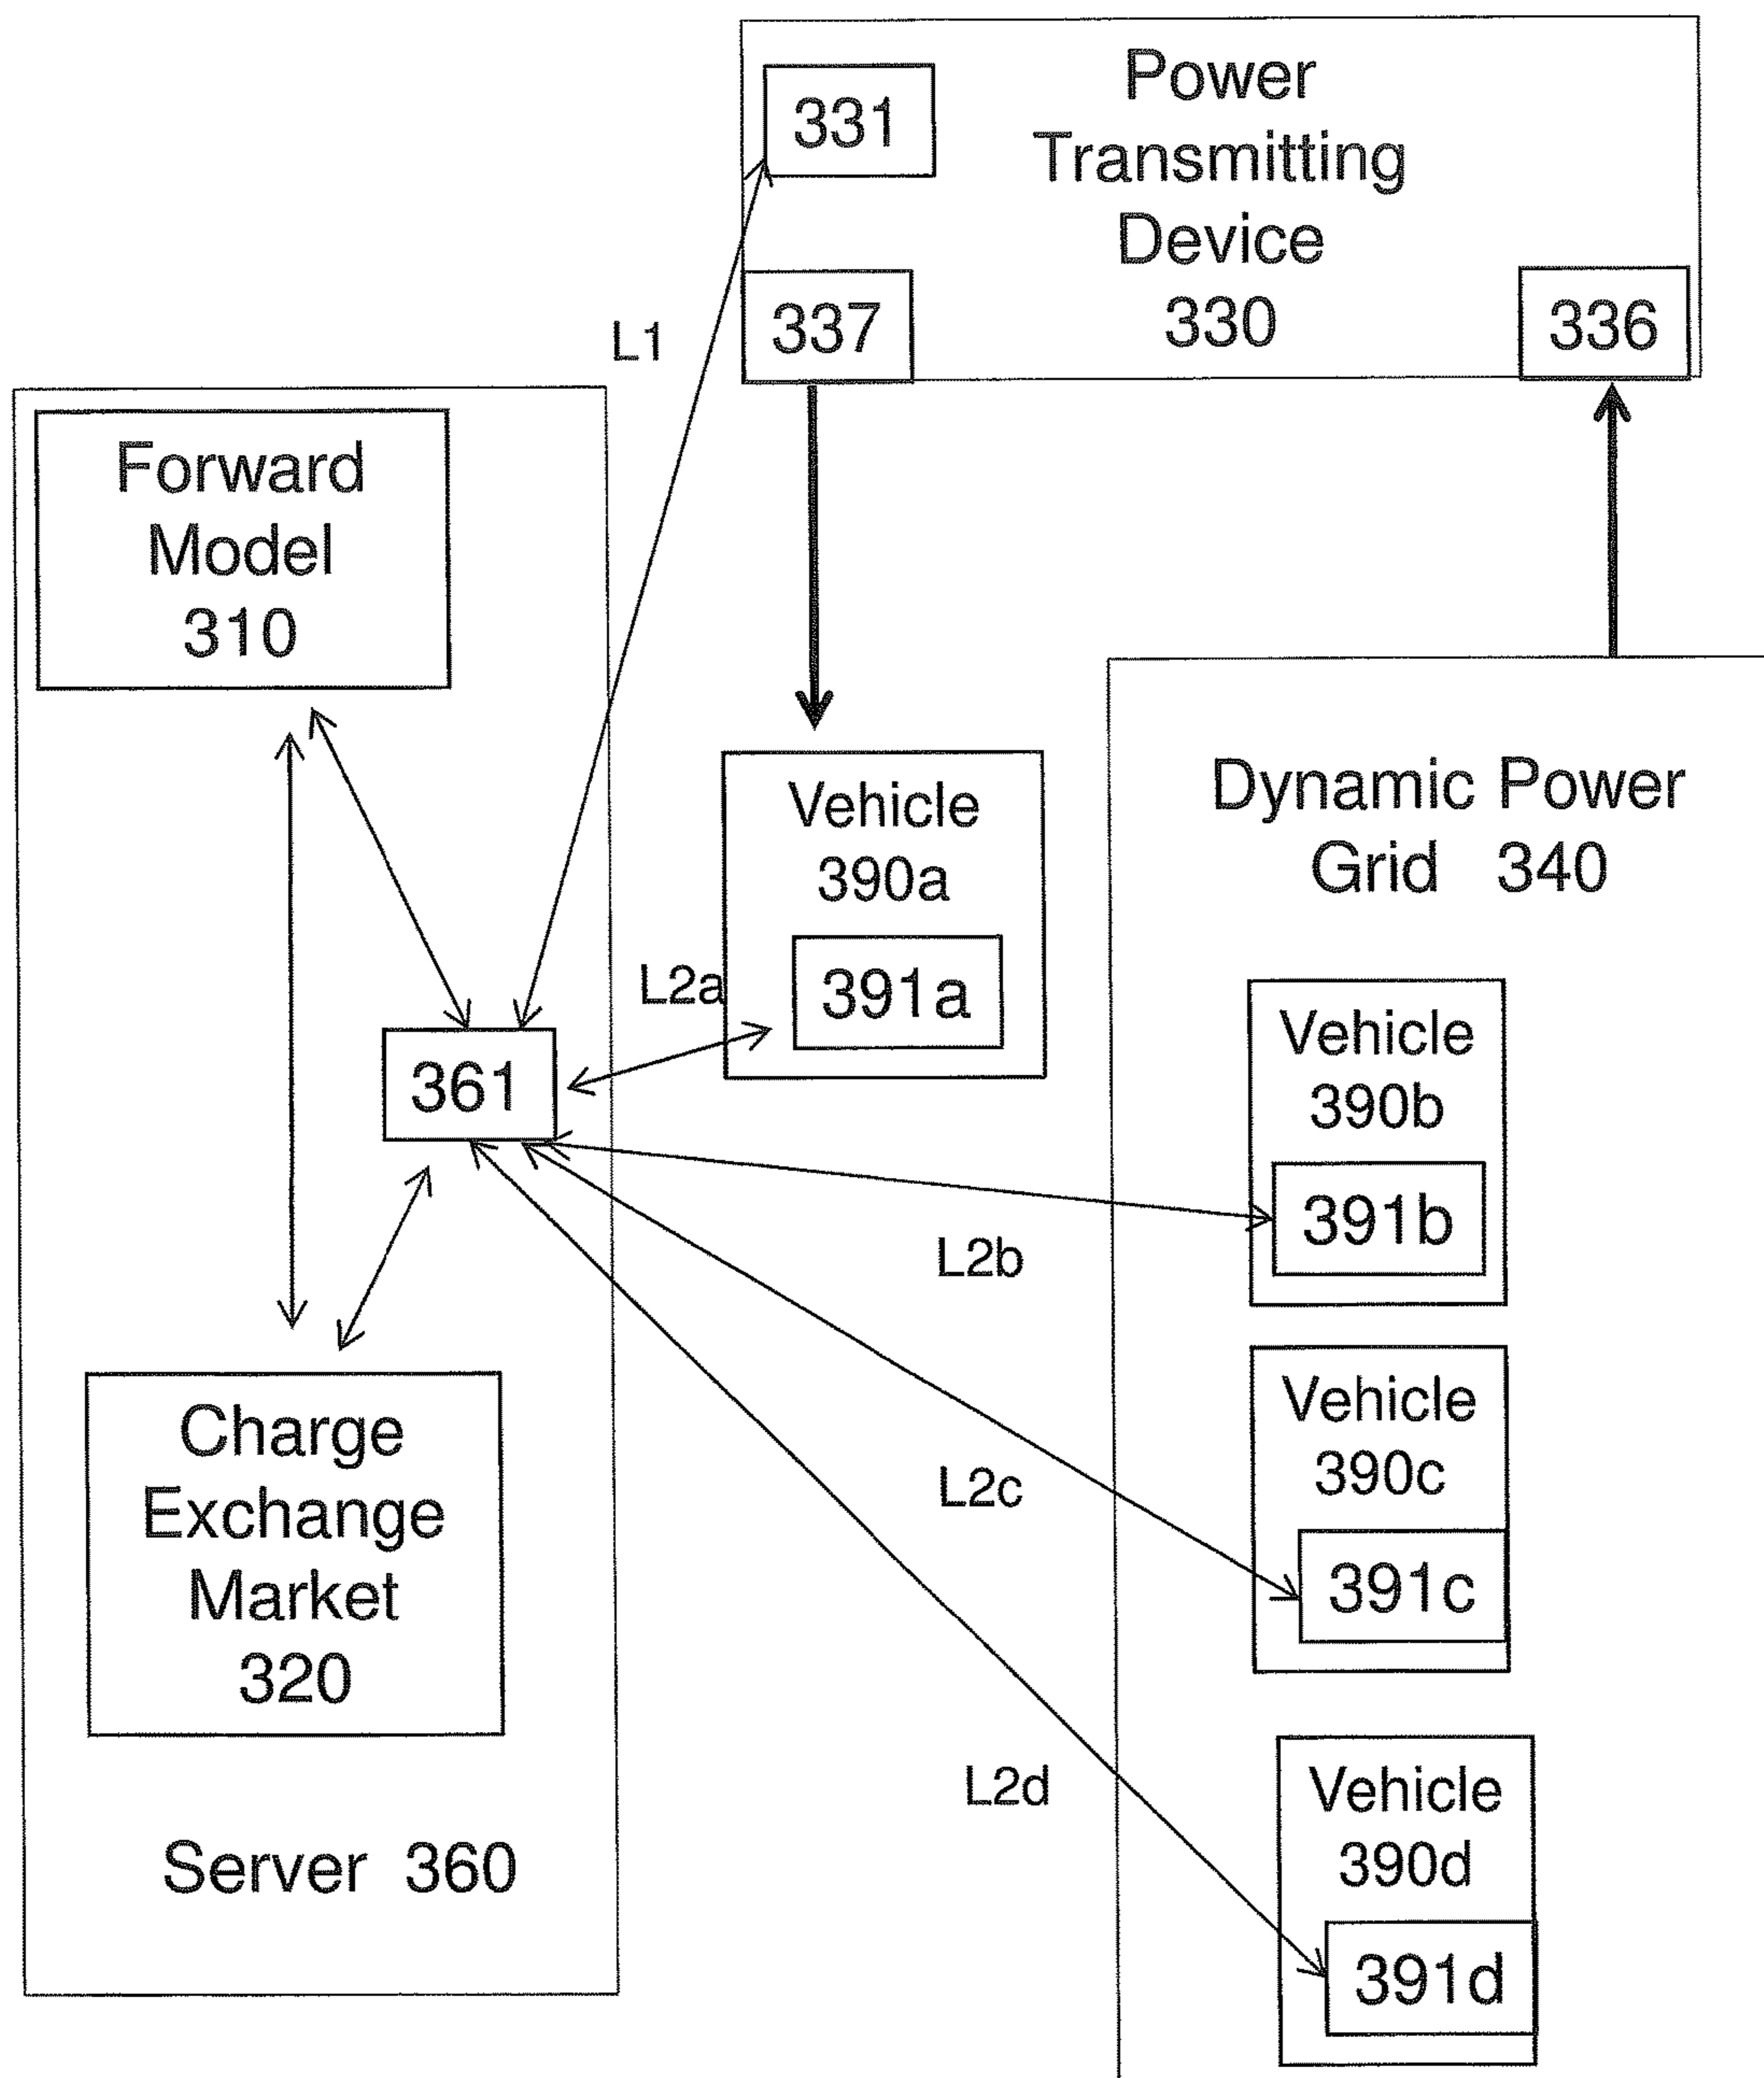 331
Power
Transmitting
Device
330
337
336
L1
Forward
Model
310
Vehicle
390a
391a
L2a
361
Dynamic Power
Grid 340
Vehicle
390b
391b
L2b
Vehicle
390c
391c
L2c
Charge
Exchange
Market
320
Vehicle
390d
391d
L2d
Server 360